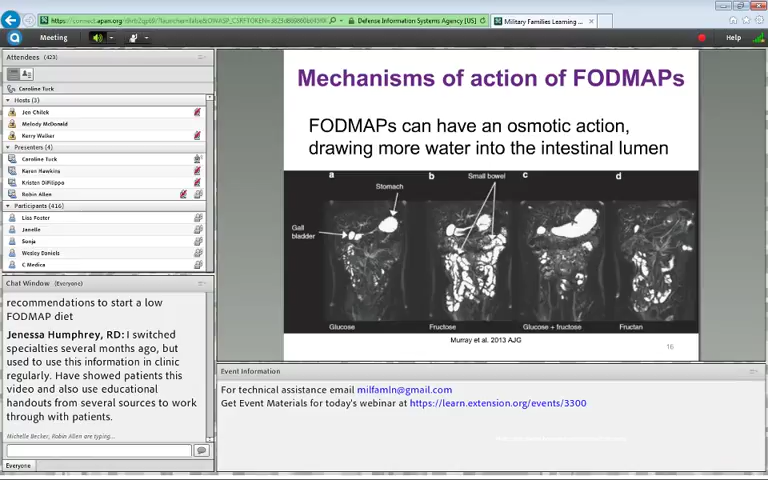 Defense Information Systems Agency [US]
Military Families Learning ...
Meeting
Help
Attendees (423)
Caroline Tuck
Hosts (3)
Jen Chilek
Melody McDonald
Kerry Walker
Presenters (4)
Caroline Tuck
Karen Hawkins
Kristen DiFilippo
Robin Allen
Participants (416)
Lisa Foster
Janelle
Sonja
Wesley Daniels
C Medica
Mechanisms of action of FODMAPs
FODMAPs can have an osmotic action,
drawing more water into the intestinal lumen
a
b
c
d
Small bowel
Stomach
Gall
bladder
Glucose
Fructose
Glucose + fructose
Fructan
Murray et al. 2013 AJG
16
Chat Window (Everyone)
recommendations to start a low
FODMAP diet
Jenessa Humphrey, RD: I switched
specialties several months ago, but
used to use this information in clinic
regularly. Have showed patients this
video and also use educational
handouts from several sources to work
through with patients.
Michelle Becker, Robin Allen are typing...
Everyone
Event Information
For technical assistance email milfamln@gmail.com
Get Event Materials for today's webinar at https://learn.extension.org/events/3300